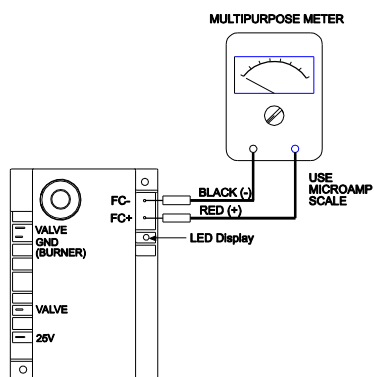 MULTIPURPOSE METER
FC-
FC+
BLACK (-)
RED (+)
USE
MICROAMP
SCALE
LED Display
VALVE
GND
(BURNER)
VALVE
25V